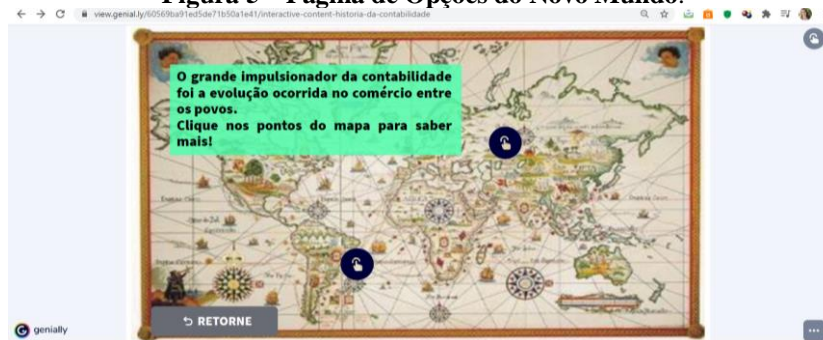 Figura 5 – Página de Opções do Novo Mundo.
view.genial.ly/60569ba91ed5de71b50a1e41/interactive-content-historia-da-contabilidade
O grande impulsionador da contabilidade
foi a evolução ocorrida no comércio entre
os povos.
Clique nos pontos do mapa para saber
mais!
RETORNE
genially